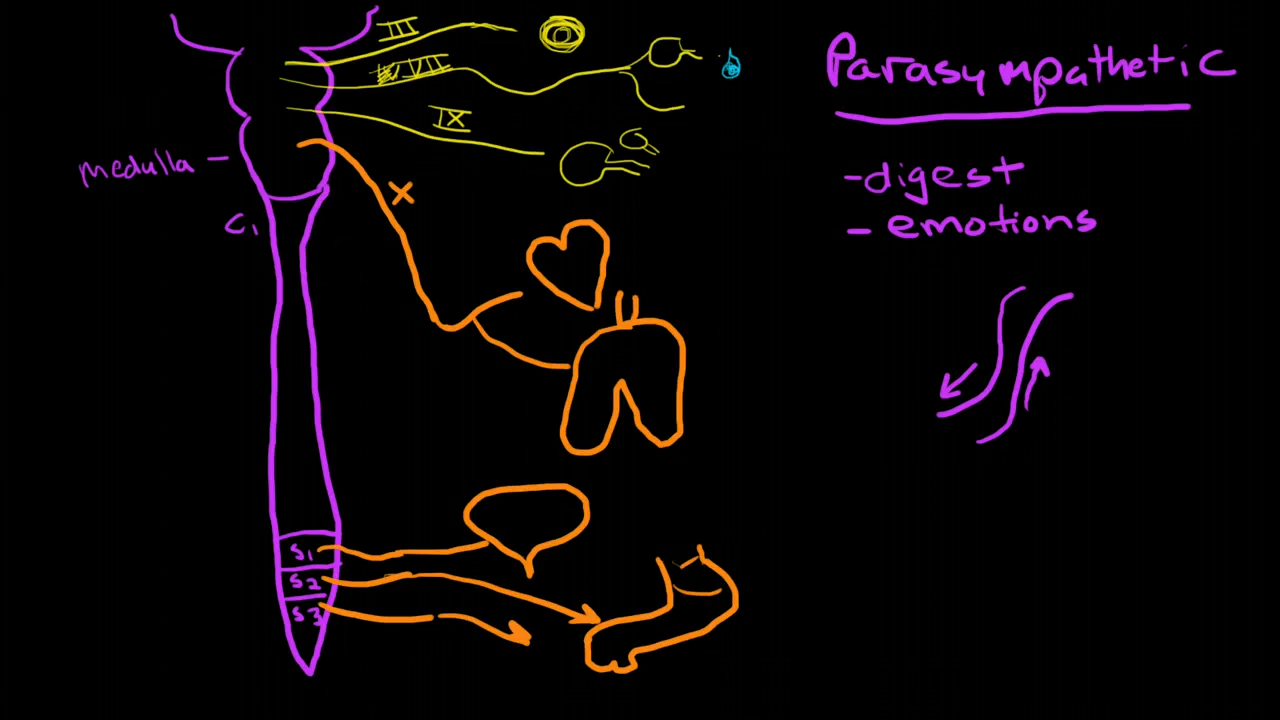 III
VII
IX
X
medulla
C1
S1
S2
S3
Parasympathetic
-digest
- emotions